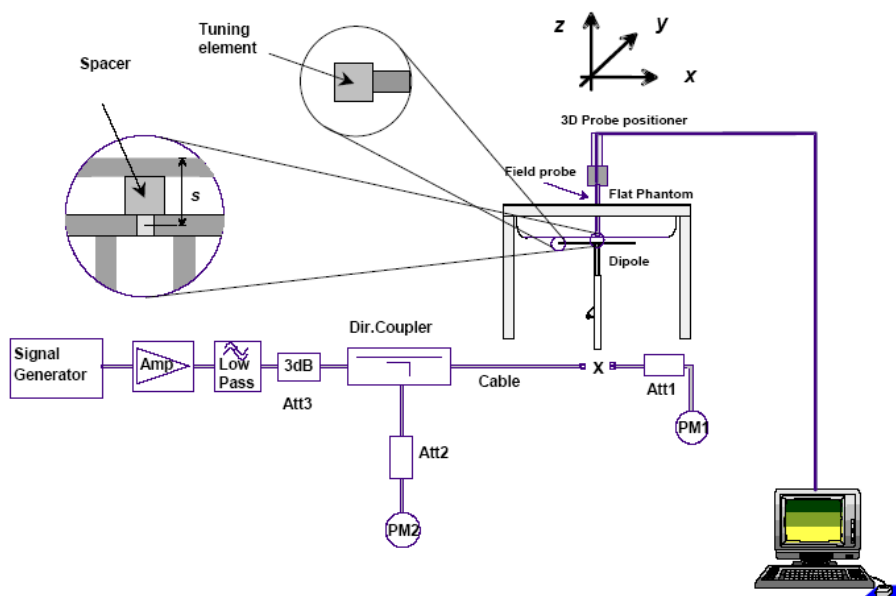 Tuning
element
z
y
x
Spacer
s
3D Probe positioner
Field probe
Flat Phantom
Dipole
Dir.Coupler
Signal
Generator
Amp
Low
Pass
3dB
Att3
Cable
X
Att1
PM1
Att2
PM2